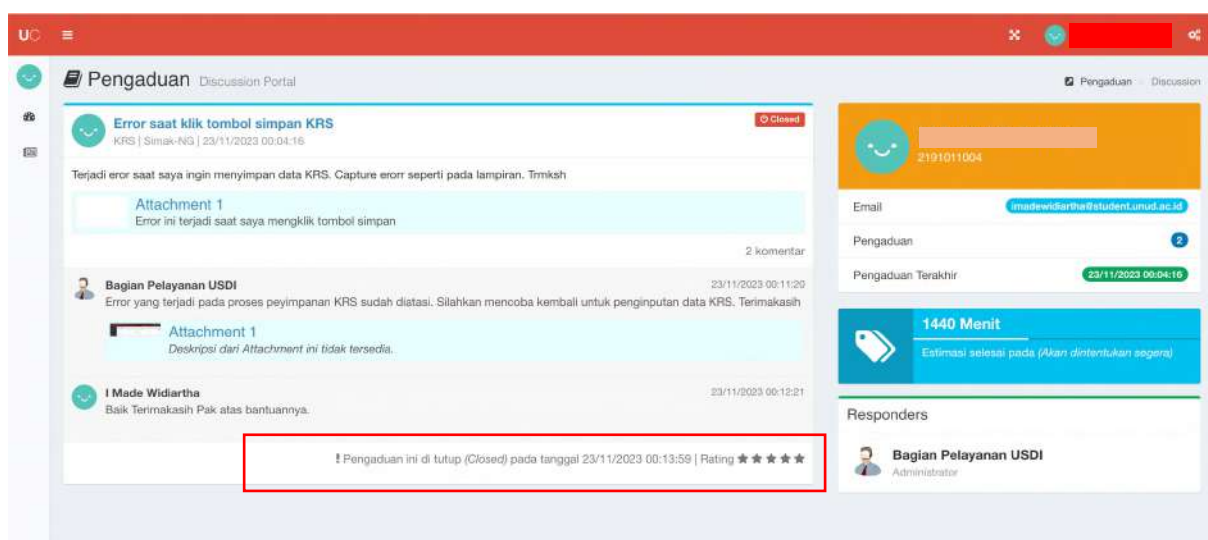 UC
Pengaduan Discussion Portal
Pengaduan Discussion
Error saat klik tombol simpan KRS
Closed
KRS | Simak-NG | 23/11/2023 00:04:16
Terjadi eror saat saya ingin menyimpan data KRS. Capture erorr seperti pada lampiran. Trmksh
Attachment 1
Error ini terjadi saat saya mengklik tombol simpan
2 komentar
Bagian Pelayanan USDI 23/11/2023 00:11:20
Error yang terjadi pada proses peyimpanan KRS sudah diatasi. Silahkan mencoba kembali untuk penginputan data KRS. Terimakasih
Attachment 1
Deskripsi dari Attachment ini tidak tersedia.
I Made Widiartha 23/11/2023 00:12:21
Baik Terimakasih Pak atas bantuannya.
! Pengaduan ini di tutup (Closed) pada tanggal 23/11/2023 00:13:59 | Rating ★ ★ ★ ★ ★
2191011004
Email imadewidiartha@student.unud.ac.id
Pengaduan 2
Pengaduan Terakhir 23/11/2023 00:04:16
1440 Menit
Estimasi selesai pada (Akan dintentukan segera)
Responders
Bagian Pelayanan USDI
Administrator